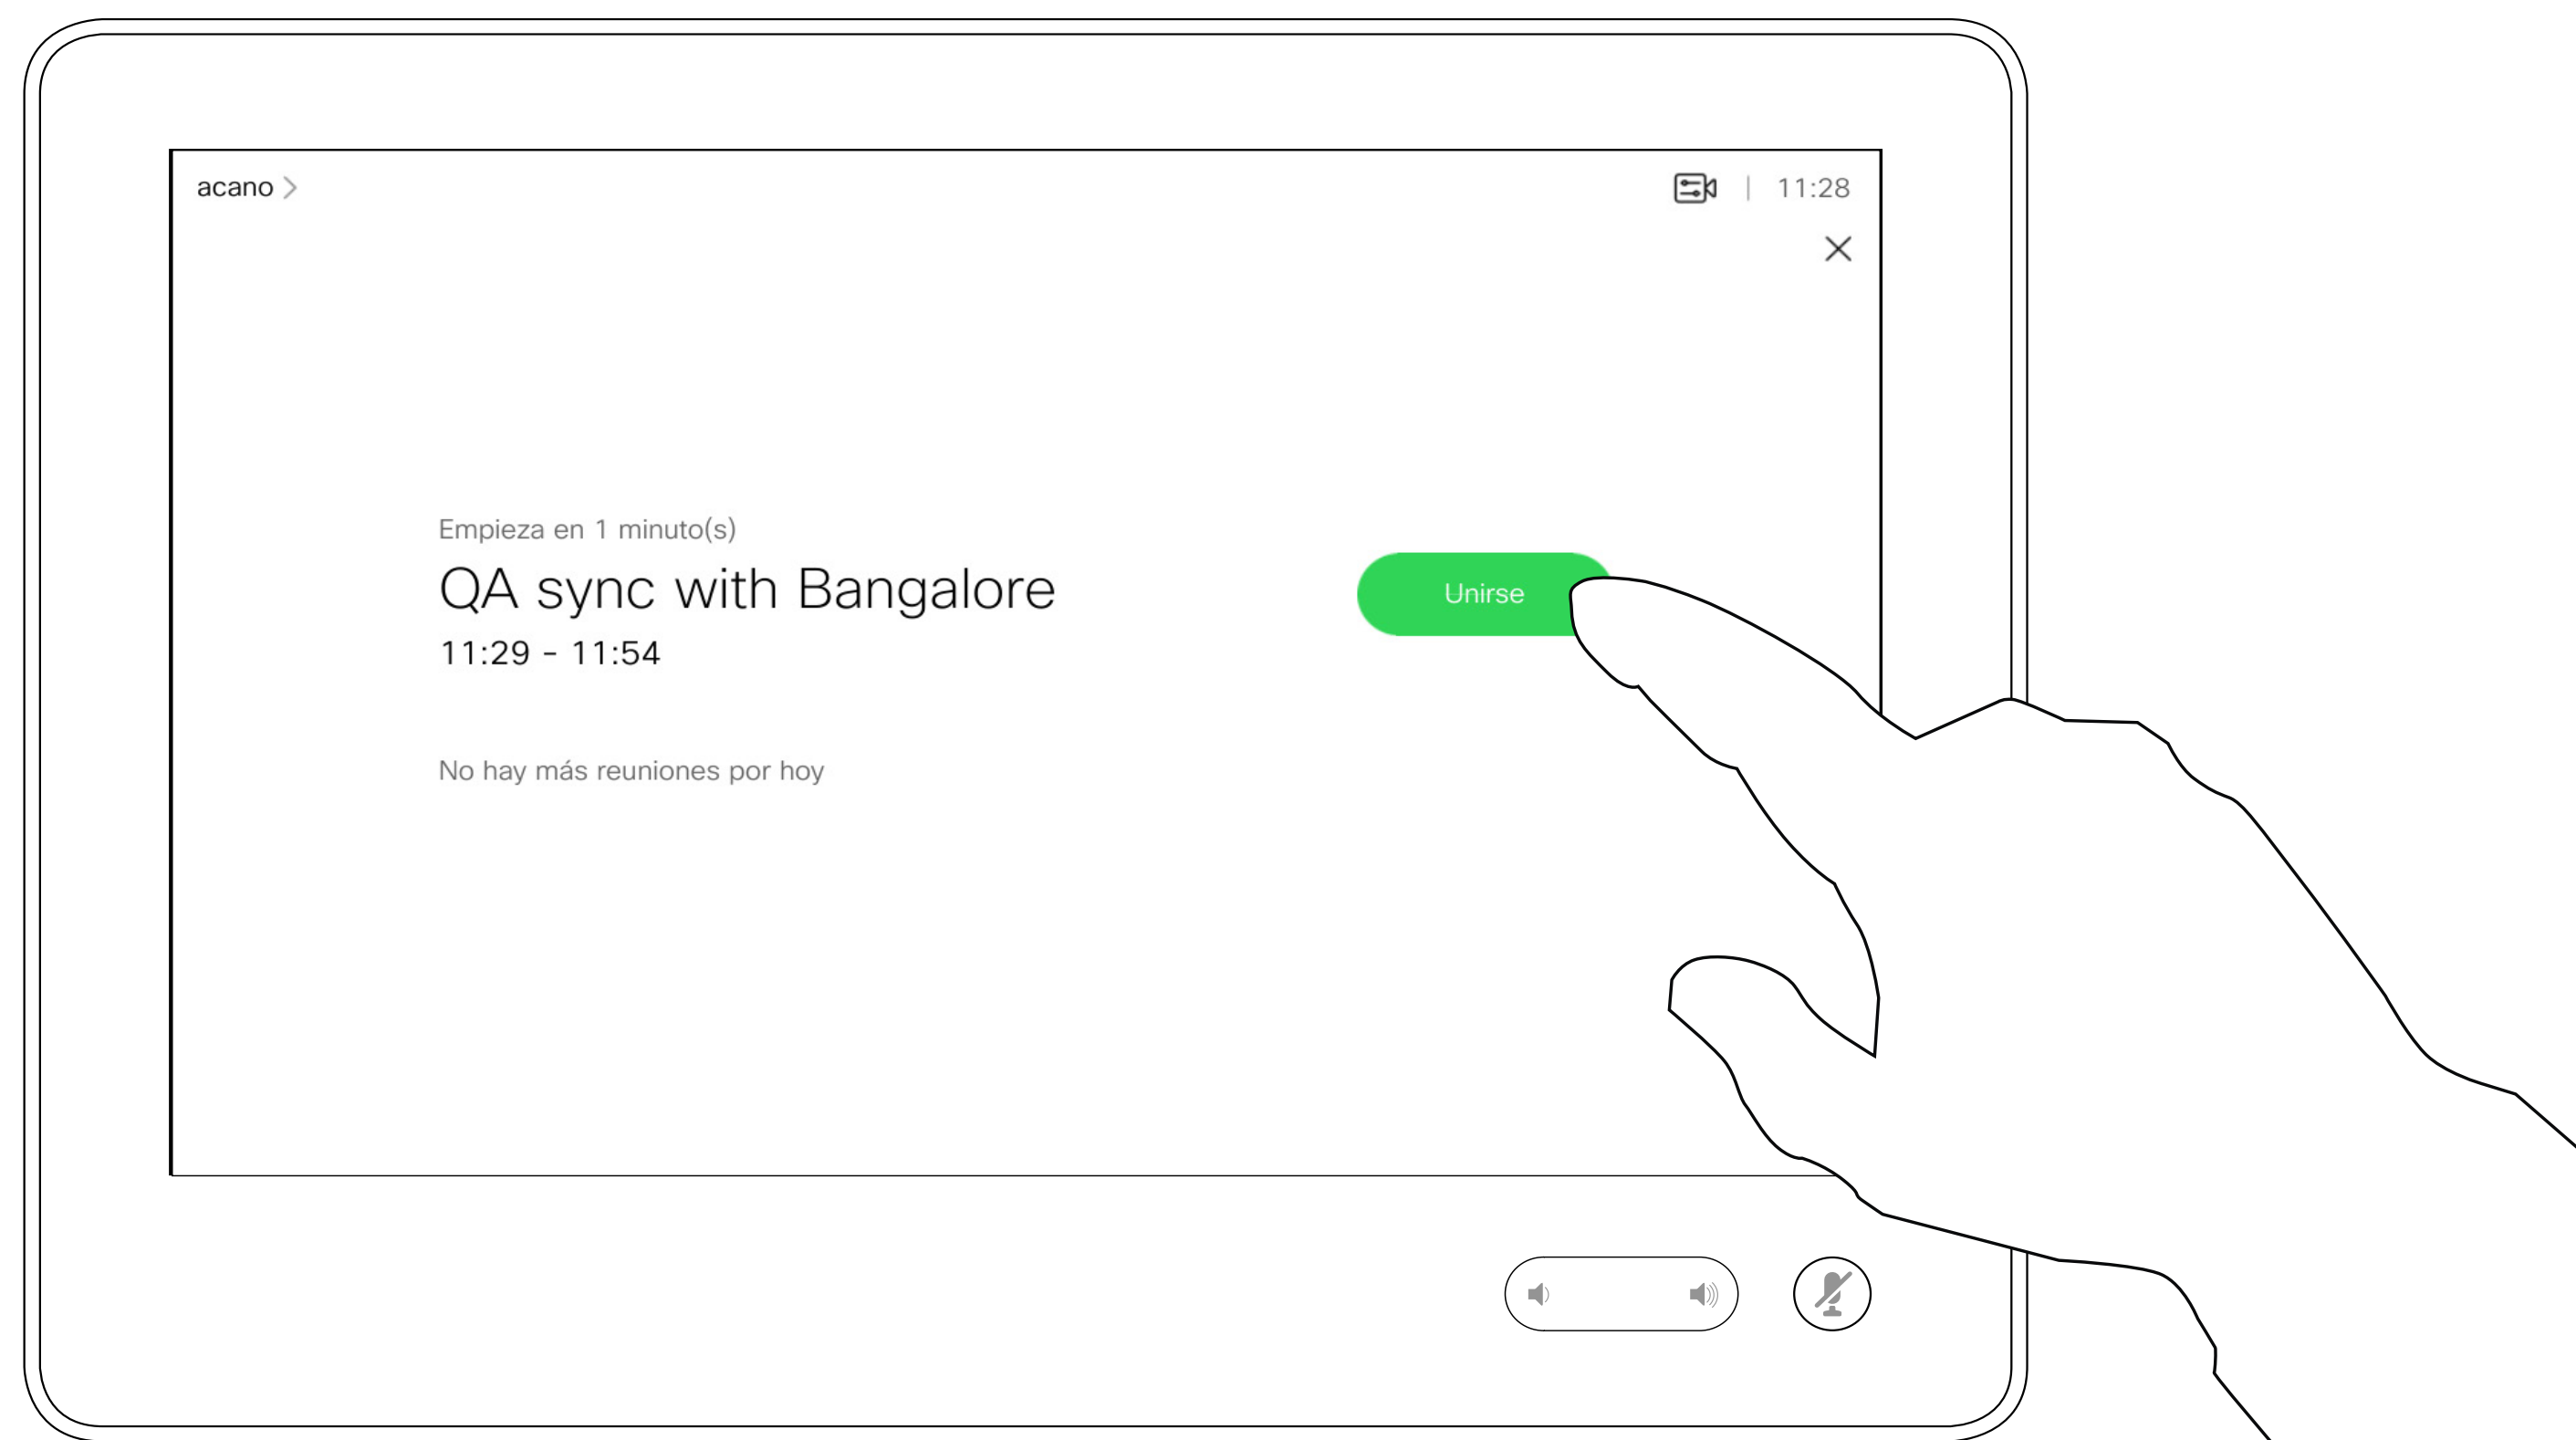 acano
11:28
Empieza en 1 minuto(s)
QA sync with Bangalore
11:29 - 11:54
Unirse
No hay más reuniones por hoy